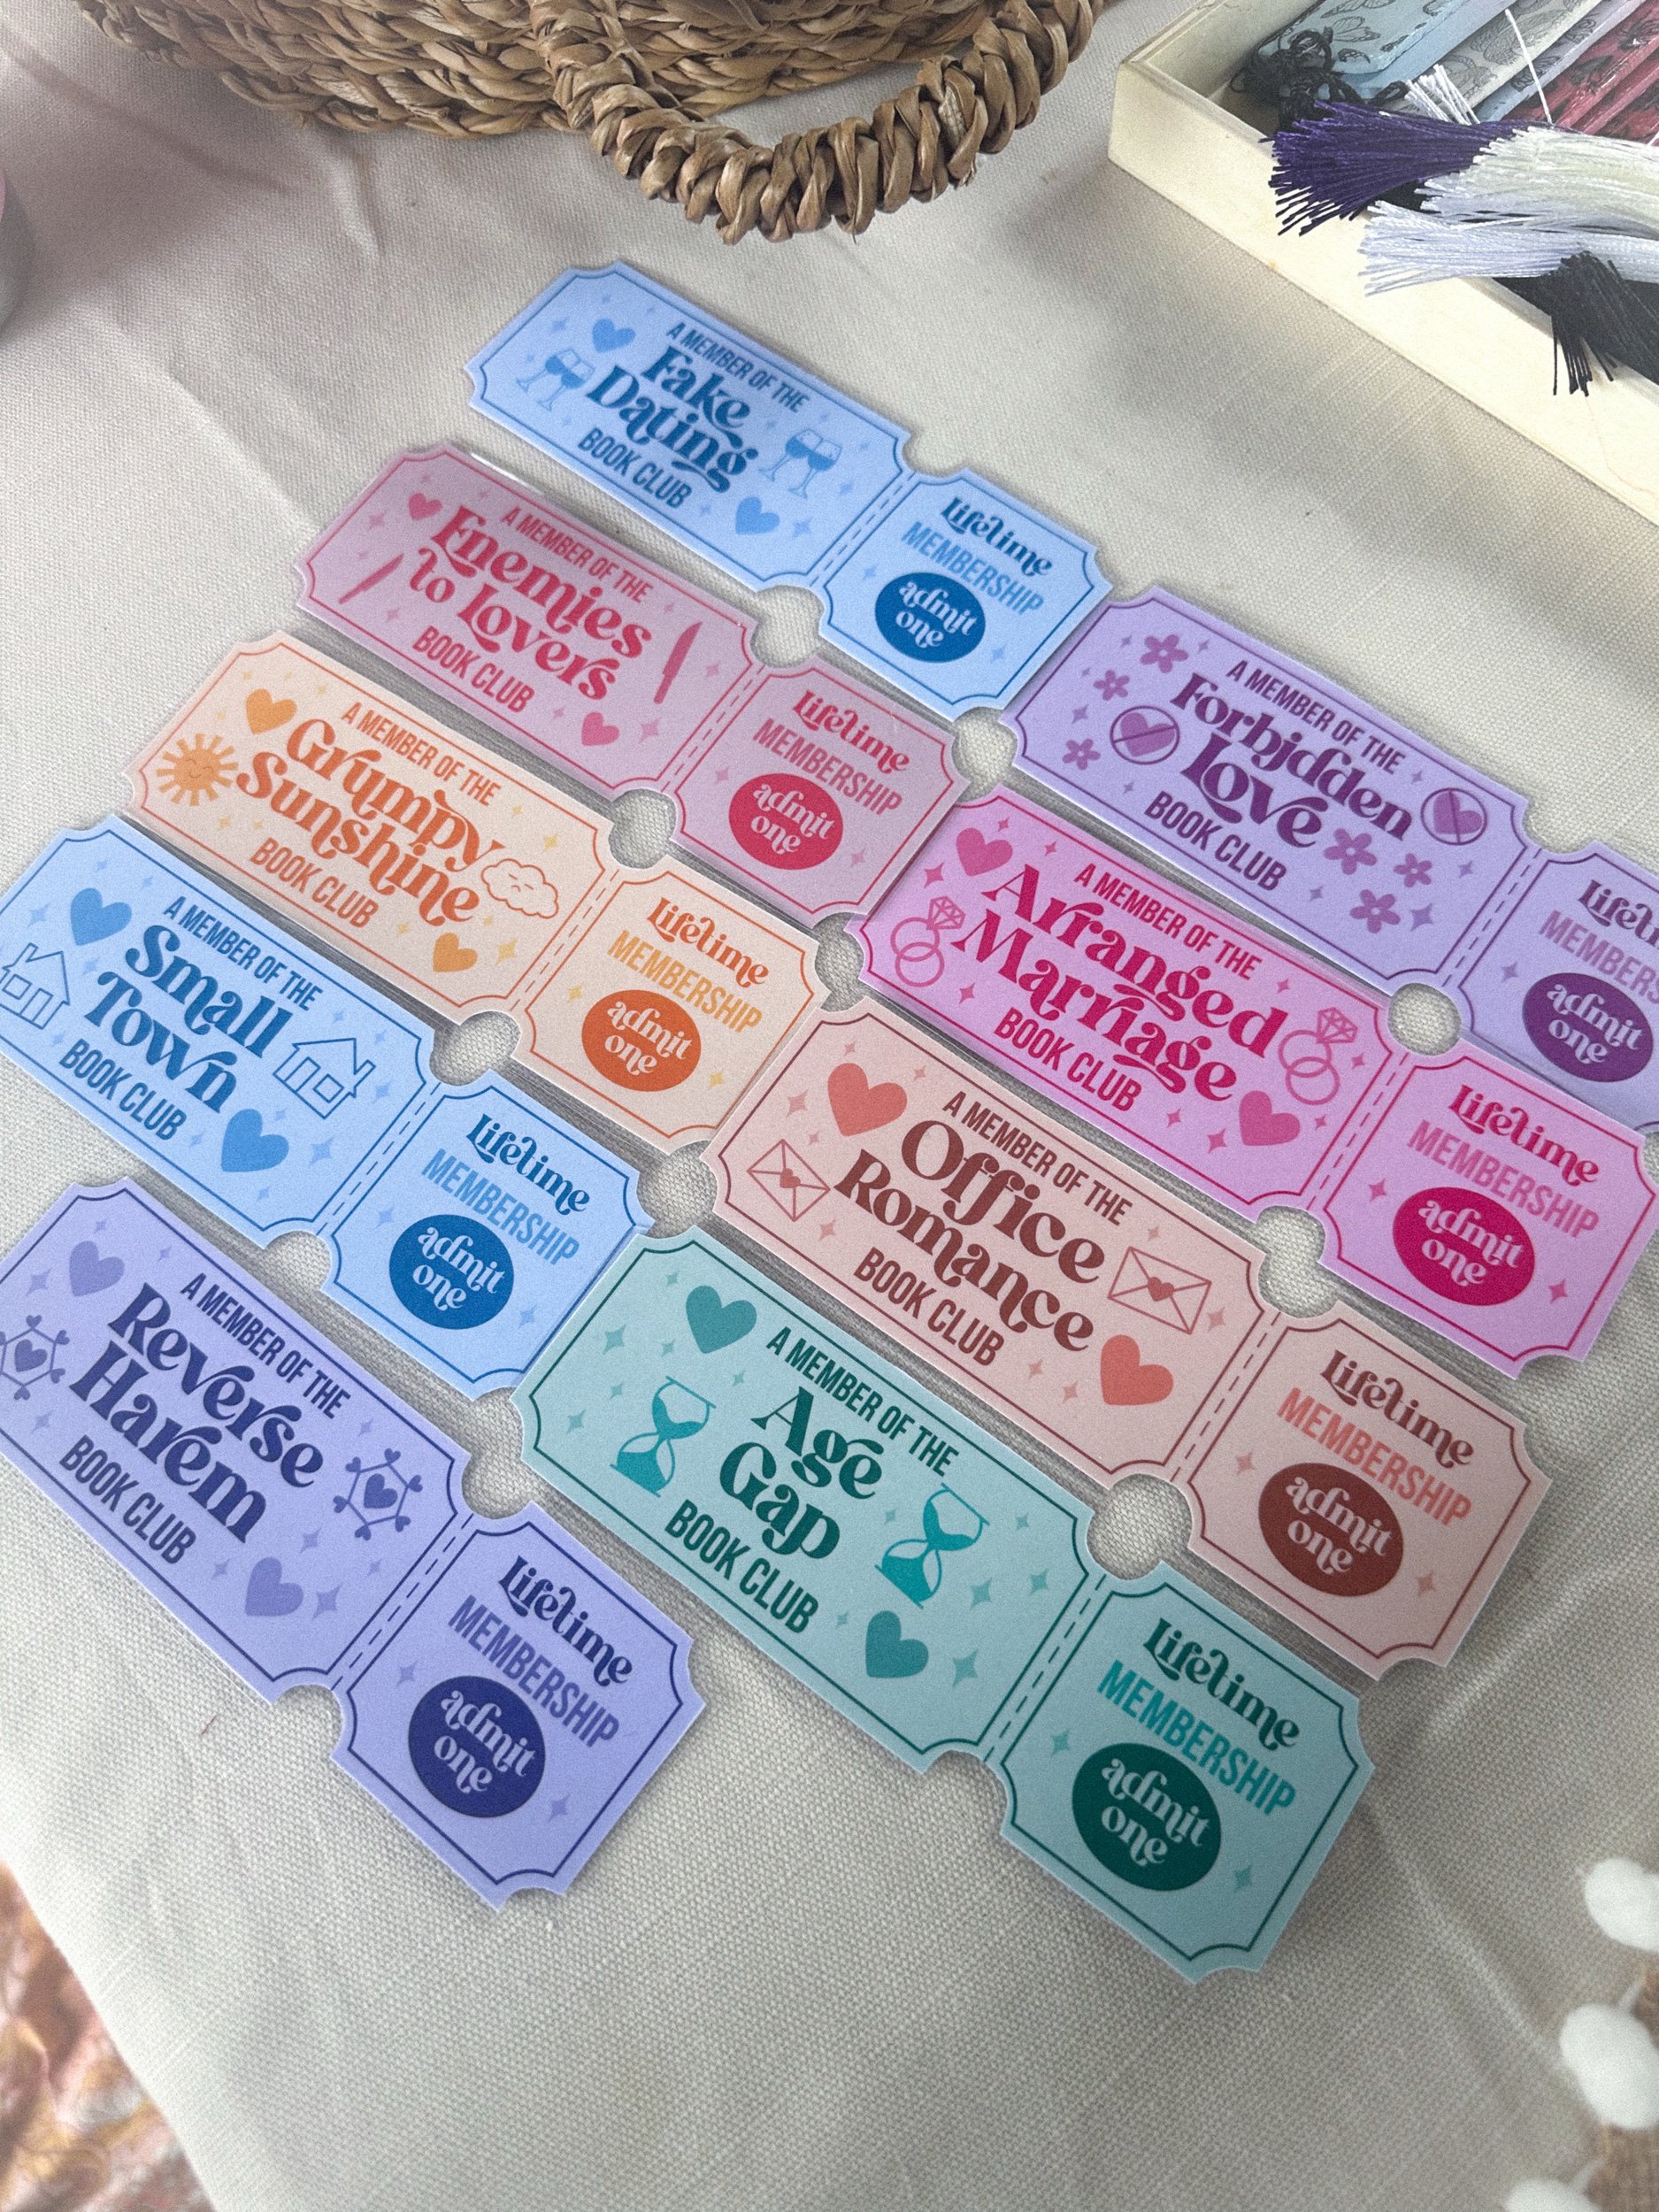 A MEMBER OF THE
Fake
Dating
BOOK CLUB
Lifetime
MEMBERSHIP
admit
one
A MEMBER OF THE
Enemies
to Lovers
BOOK CLUB
Lifetime
MEMBERSHIP
admit
one
A MEMBER OF THE
Grumpy
Sunshine
BOOK CLUB
Lifetime
MEMBERSHIP
admit
one
A MEMBER OF THE
Small
Town
BOOK CLUB
Lifetime
MEMBERSHIP
admit
one
A MEMBER OF THE
Reverse
Harem
BOOK CLUB
Lifetime
MEMBERSHIP
admit
one
A MEMBER OF THE
Forbidden
Love
BOOK CLUB
Lifet
MEMBERS
admit
one
A MEMBER OF THE
Arranged
Marriage
BOOK CLUB
Lifetime
MEMBERSHIP
admit
one
A MEMBER OF THE
Office
Romance
BOOK CLUB
Lifetime
MEMBERSHIP
admit
one
A MEMBER OF THE
Age
Gap
BOOK CLUB
Lifetime
MEMBERSHIP
admit
one